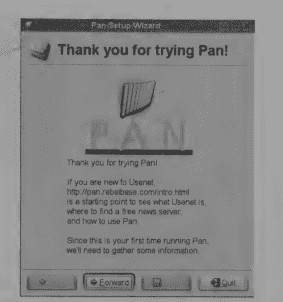 Pan Setup Wizard
Thank you for trying Pan!
PAN
Thank you for trying Pan!
If you are new to Usenet,
http://pan.rebelbase.com/intro.html
is a starting point to see what Usenet is,
where to find a free news server,
and how to use Pan.
Since this is your first time running Pan,
we'll need to gather some information.
Forward
Quit